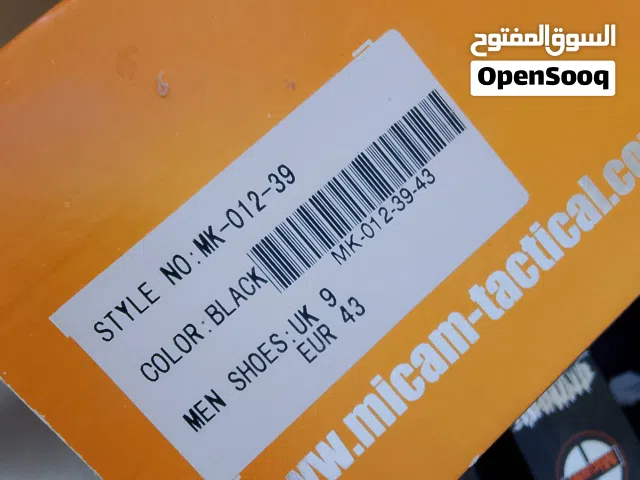 السوق المفتوح
OpenSooq
STYLE NO: MK-012-39
COLOR: BLACK
MK-012-39-43
MEN SHOES: UK 9
EUR 43
www.micam-tactical.co